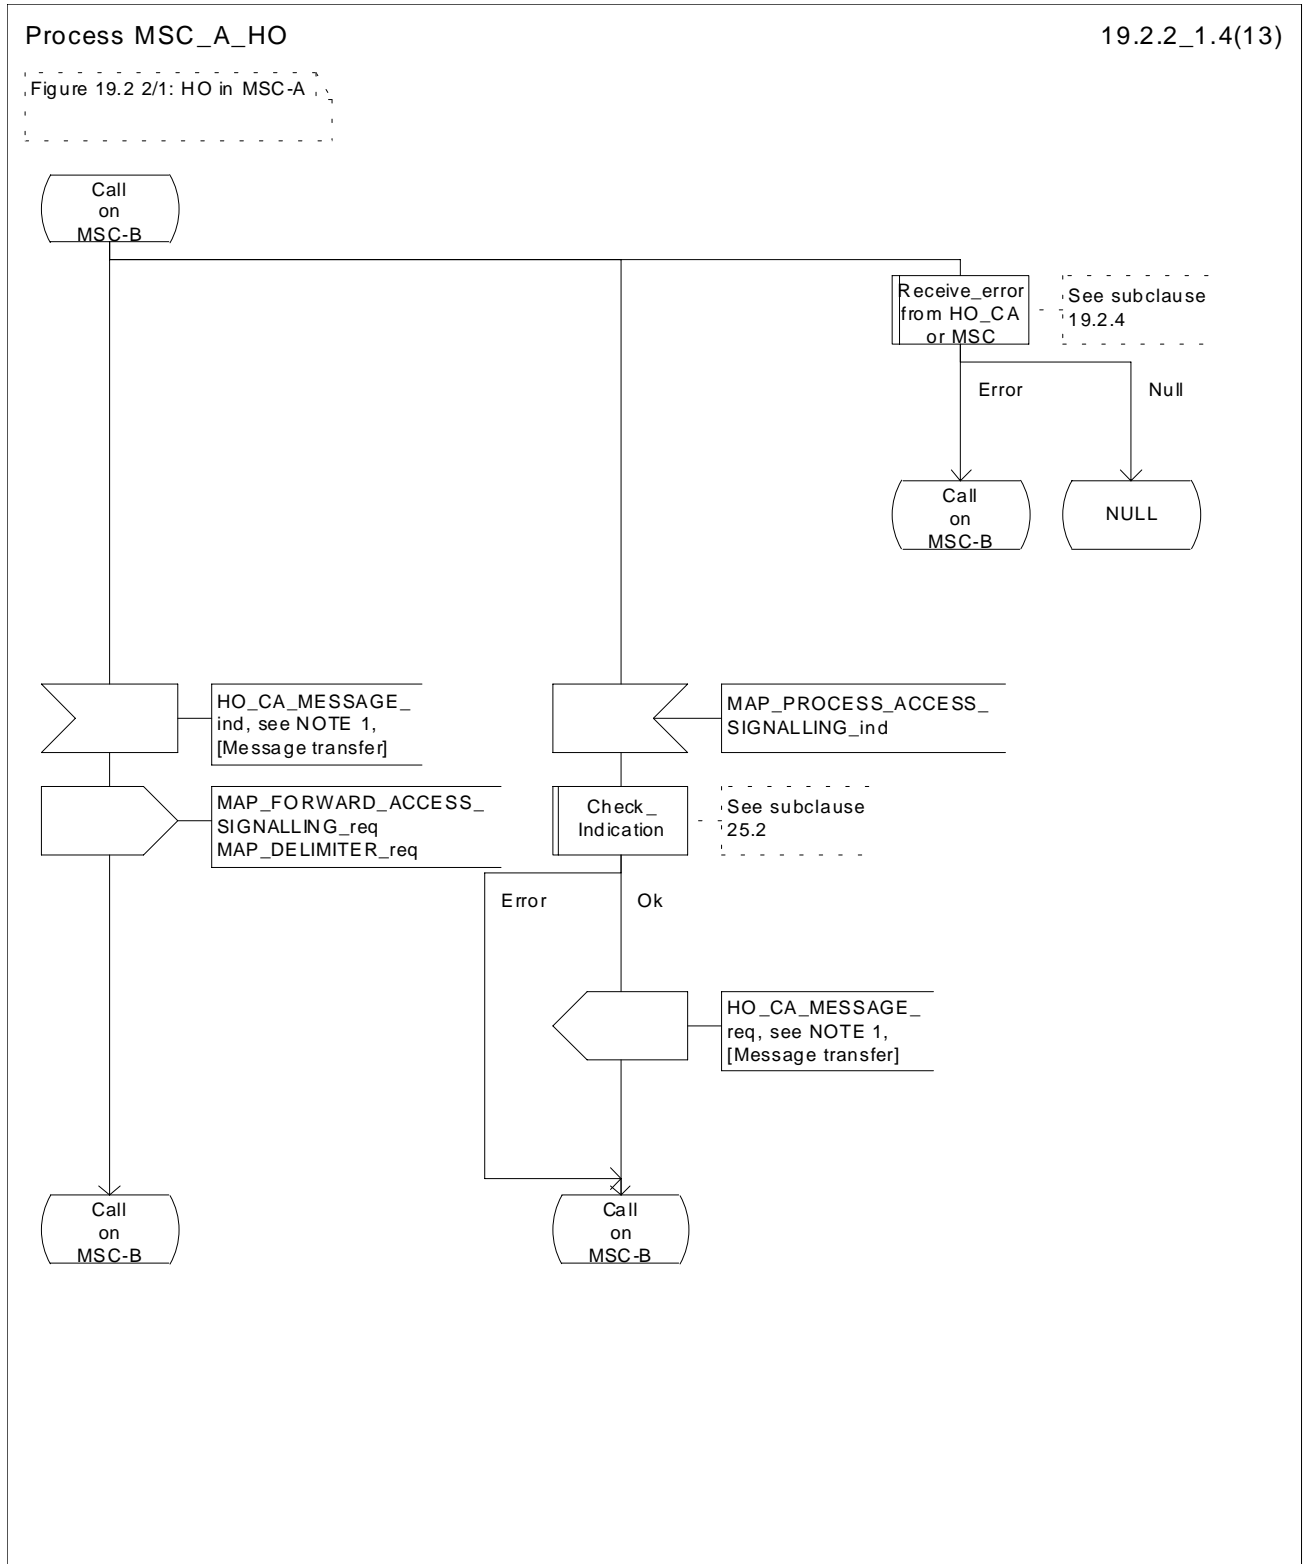 Process MSC_A_HO
19.2.2_1.4(13)
Figure 19.2 2/1: HO in MSC-A
Call
on
MSC-B
Receive_error
from HO_CA
or MSC
See subclause
19.2.4
Error
Null
Call
on
MSC-B
NULL
HO_CA_MESSAGE_
ind, see NOTE 1,
[Message transfer]
MAP_PROCESS_ACCESS_
SIGNALLING_ind
MAP_FORWARD_ACCESS_
SIGNALLING_req
MAP_DELIMITER_req
Check_
Indication
See subclause
25.2
Error
Ok
HO_CA_MESSAGE_
req, see NOTE 1,
[Message transfer]
Call
on
MSC-B
Call
on
MSC-B